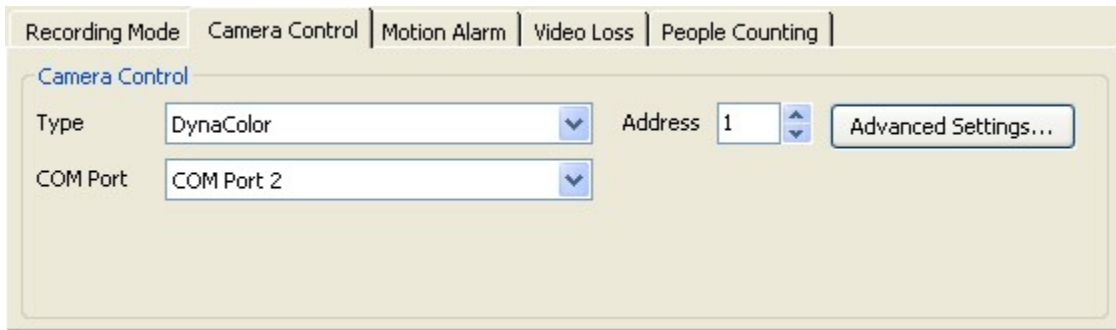 Recording Mode Camera Control Motion Alarm Video Loss People Counting
Camera Control
Type DynaColor Address 1 Advanced Settings...
COM Port COM Port 2